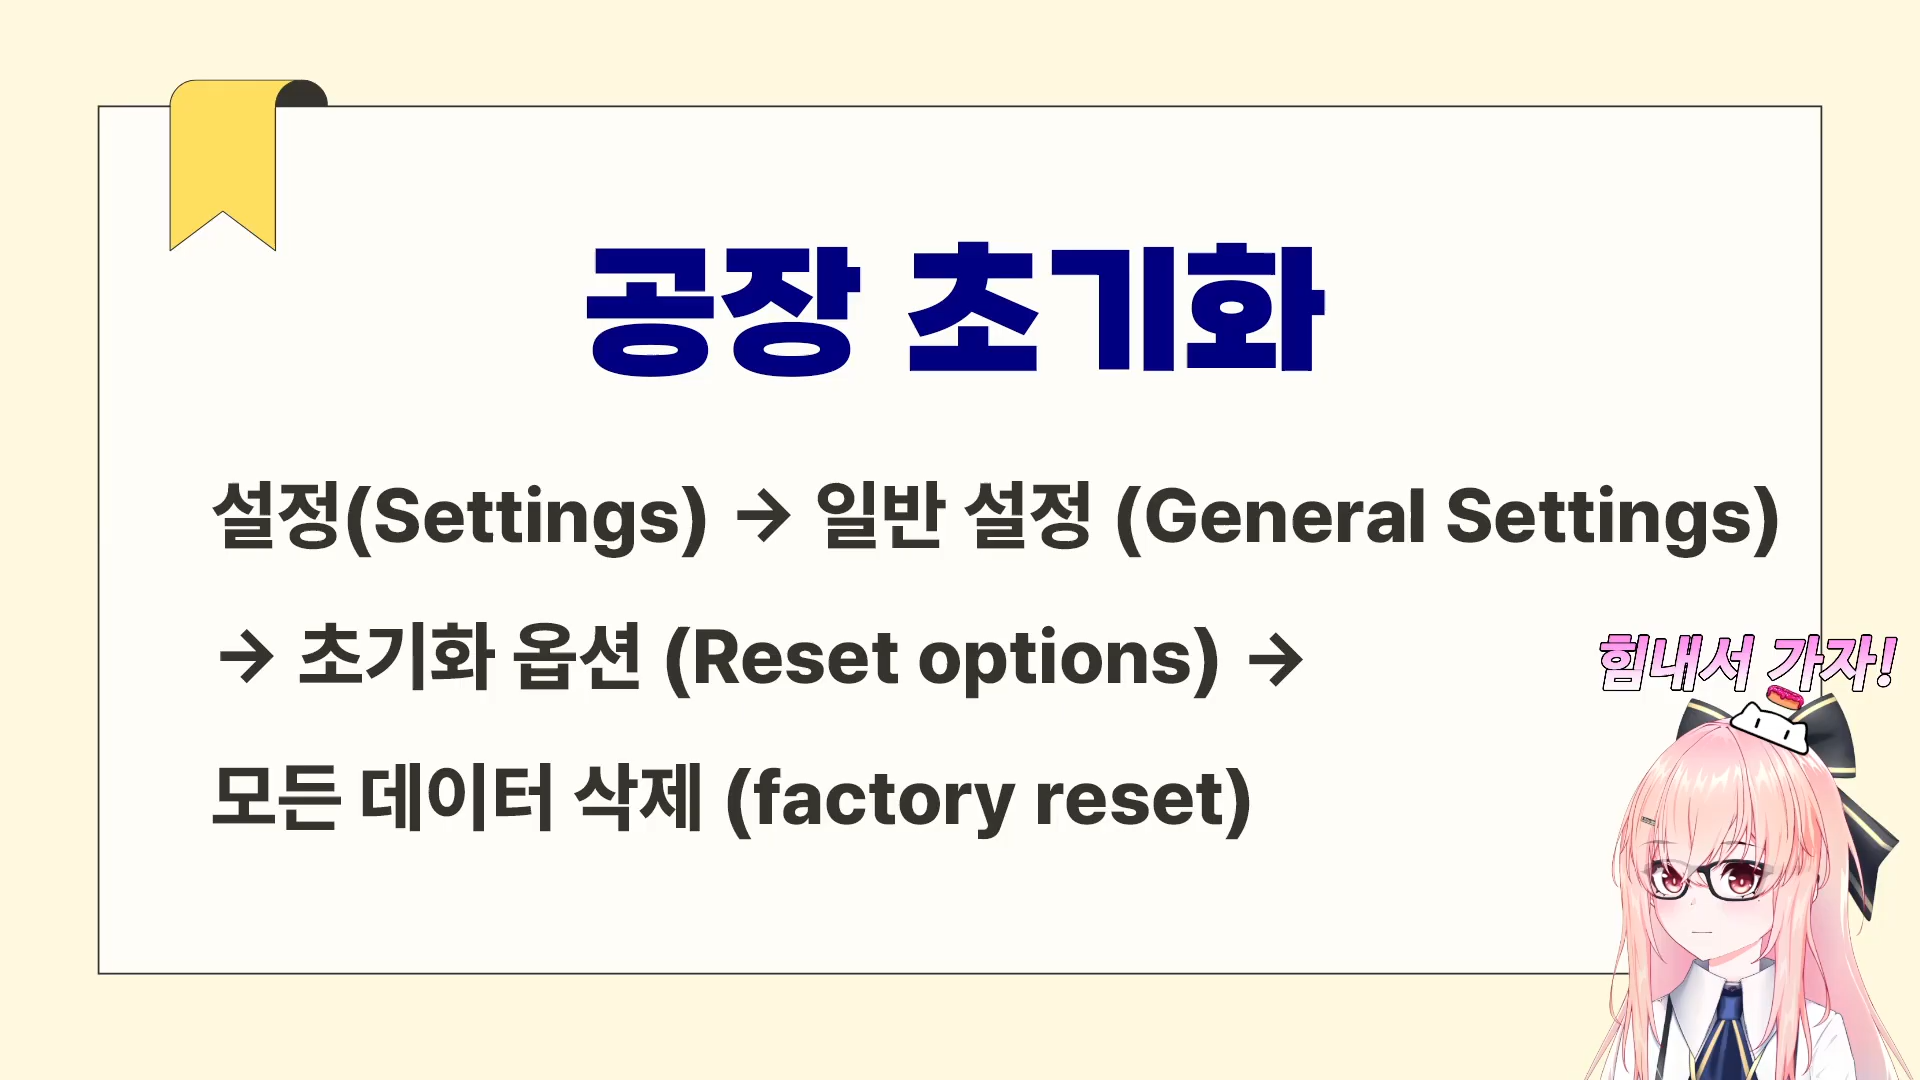 공장 초기화
설정(Settings) → 일반 설정 (General Settings)
→ 초기화 옵션 (Reset options) →
모든 데이터 삭제 (factory reset)
힘내서 가자!